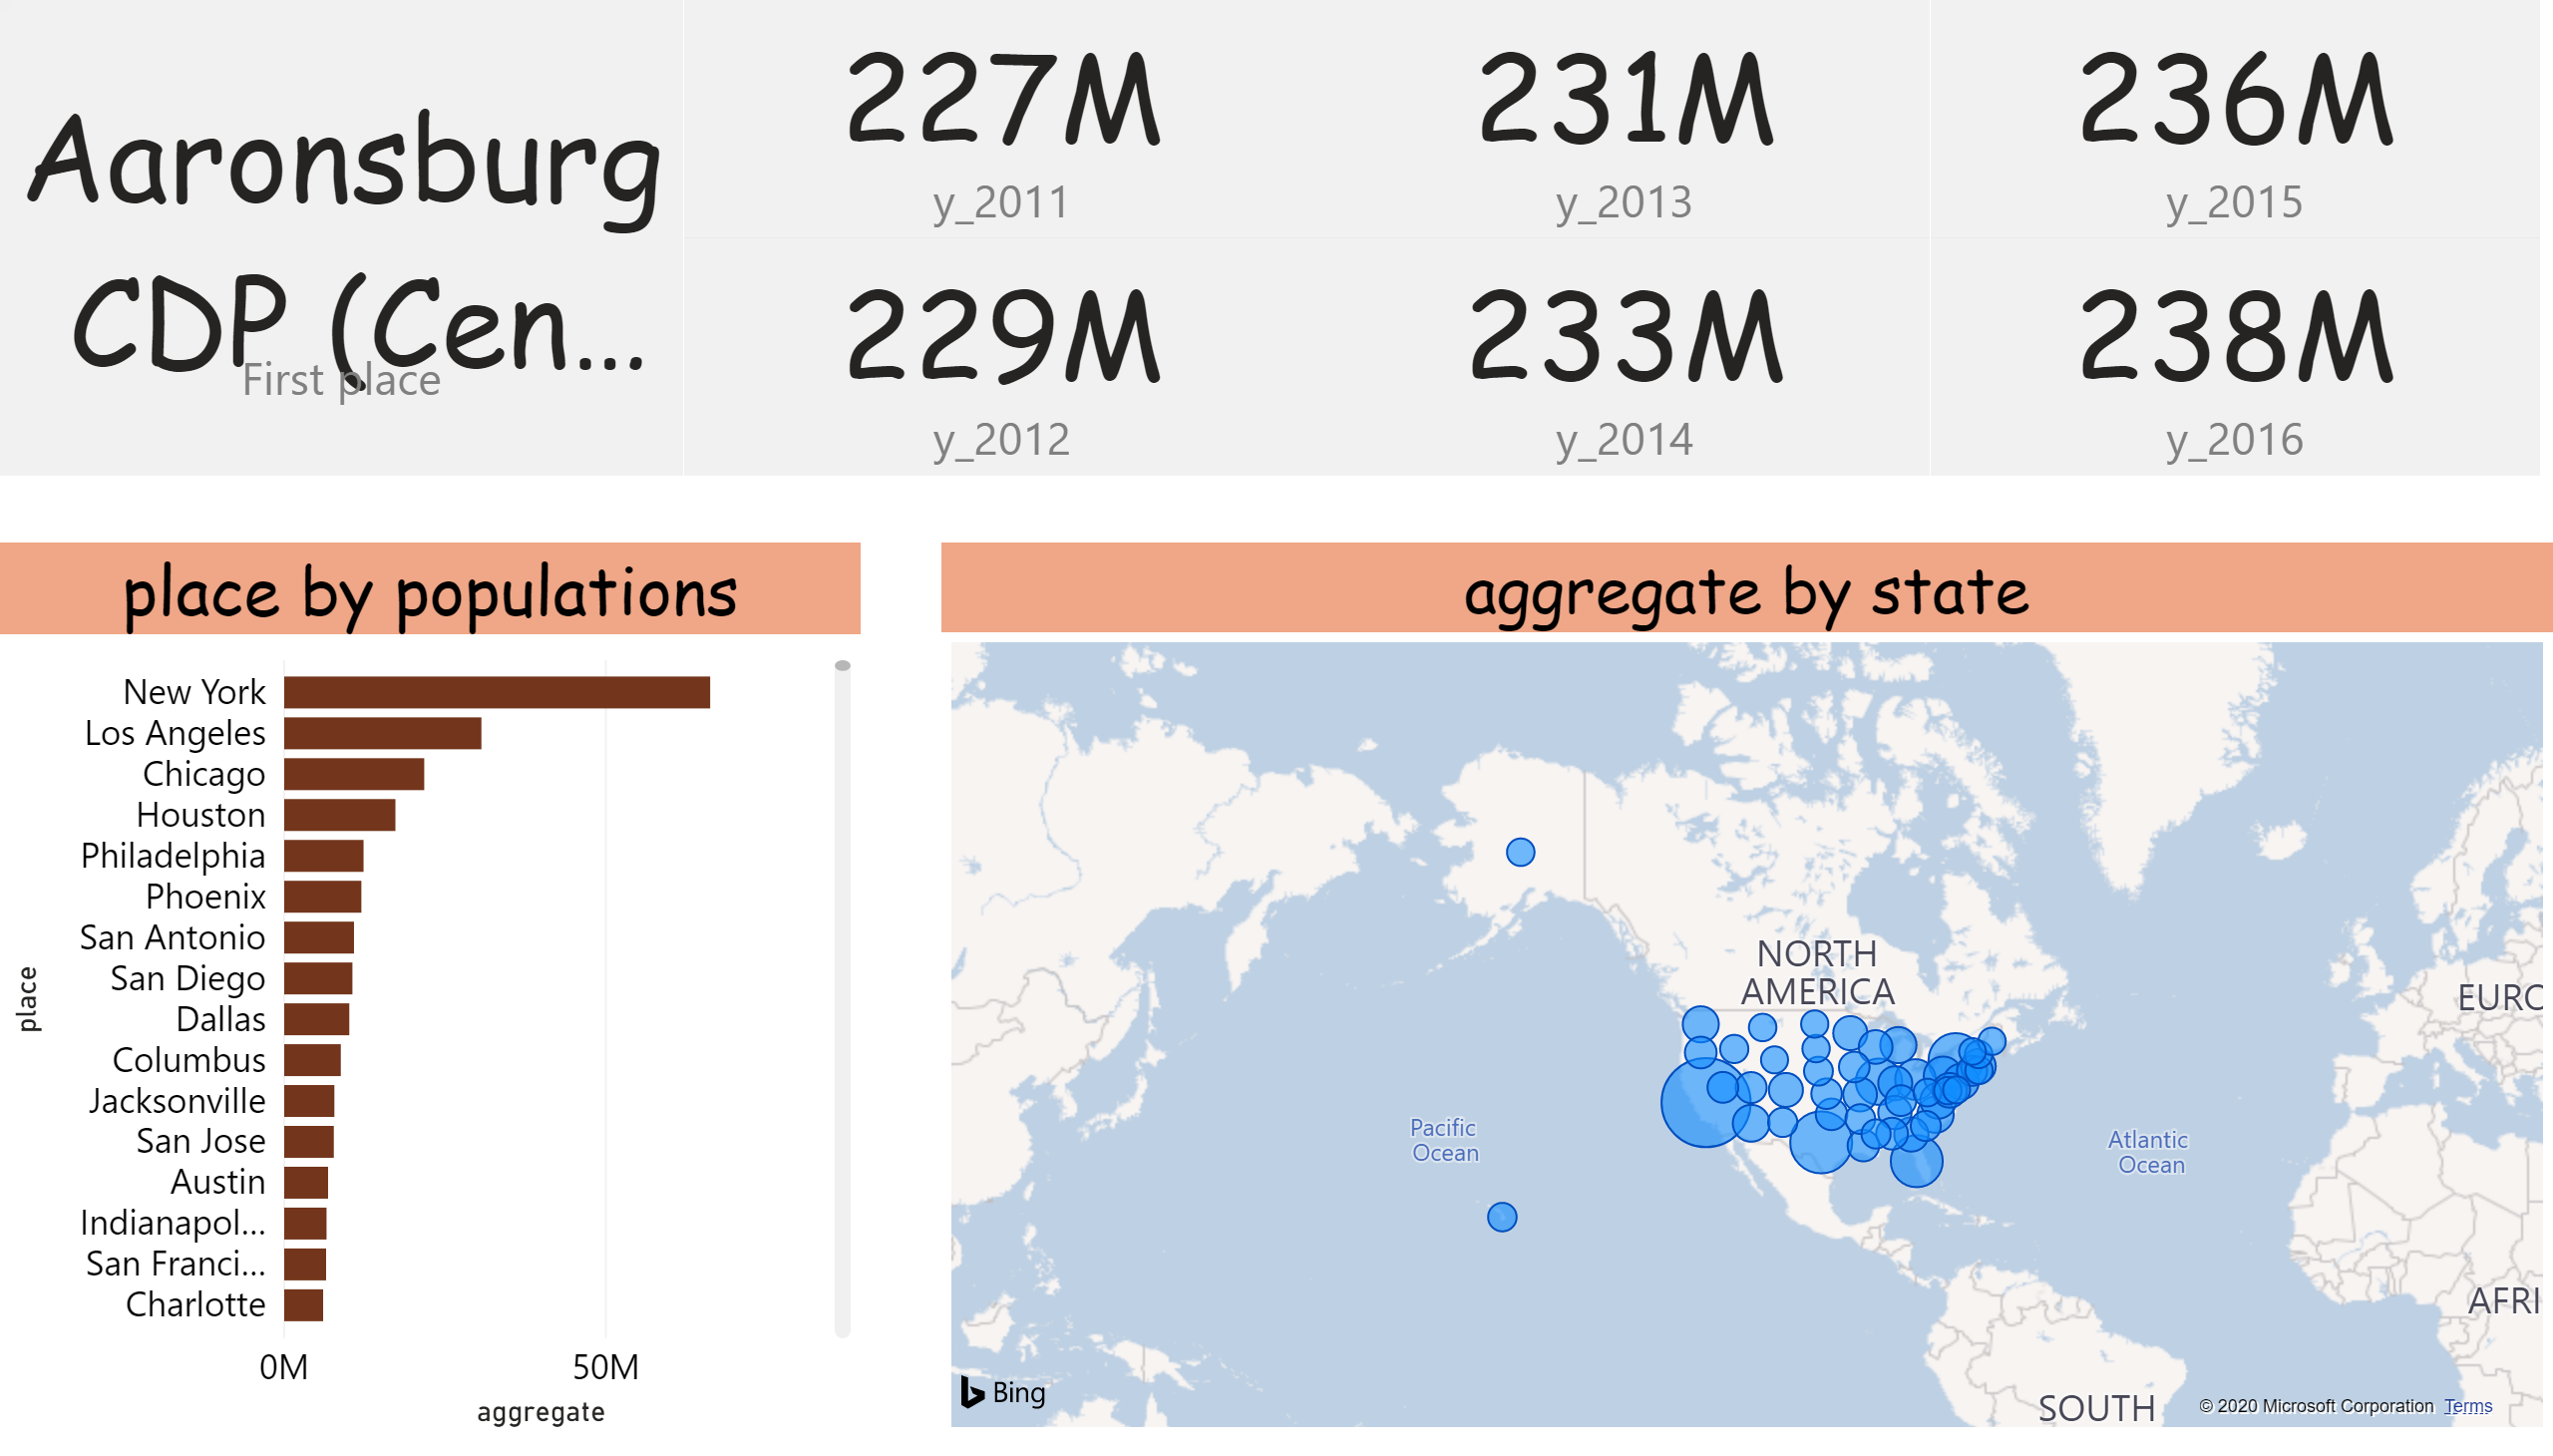 Aaronsburg
CDP (Cen...
First place
227M
y_2011
231M
y_2013
236M
y_2015
229M
y_2012
233M
y_2014
238M
y_2016
place by populations
place
New York
Los Angeles
Chicago
Houston
Philadelphia
Phoenix
San Antonio
San Diego
Dallas
Columbus
Jacksonville
San Jose
Austin
Indianapol...
San Franci...
Charlotte
0M
50M
aggregate
aggregate by state
NORTH
AMERICA
EURO
Pacific
Ocean
Atlantic
Ocean
AFRI
SOUTH
Bing
© 2020 Microsoft Corporation Terms